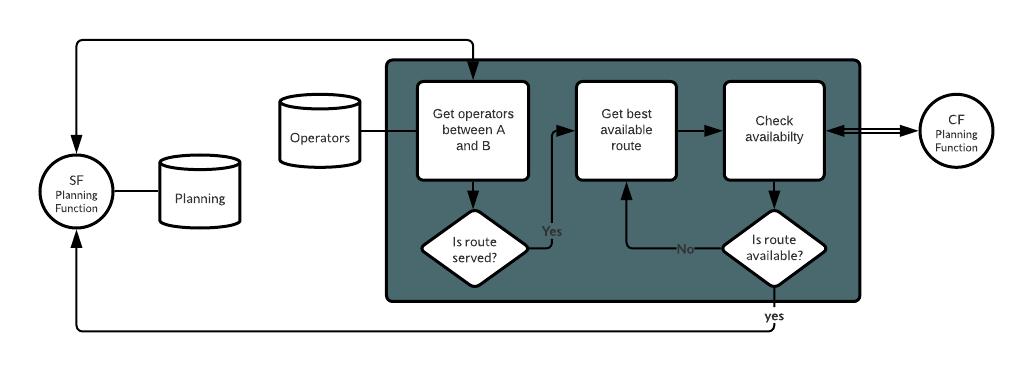 SF
Planning
Function
Planning
Operators
Get operators
between A
and B
Is route
served?
Yes
Get best
available
route
Check
availabilty
Is route
available?
No
yes
CF
Planning
Function